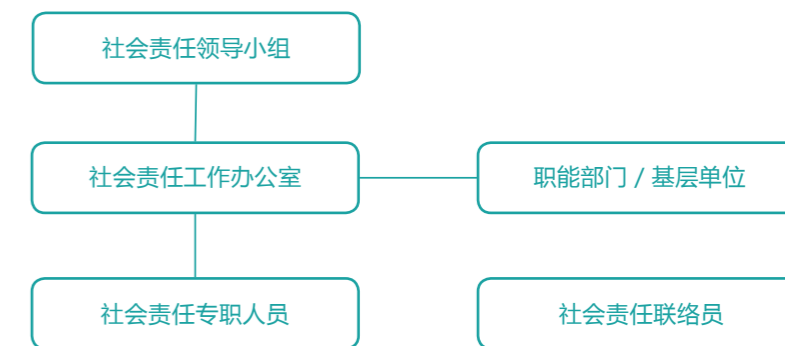 社会责任领导小组
社会责任工作办公室
职能部门 / 基层单位
社会责任专职人员
社会责任联络员